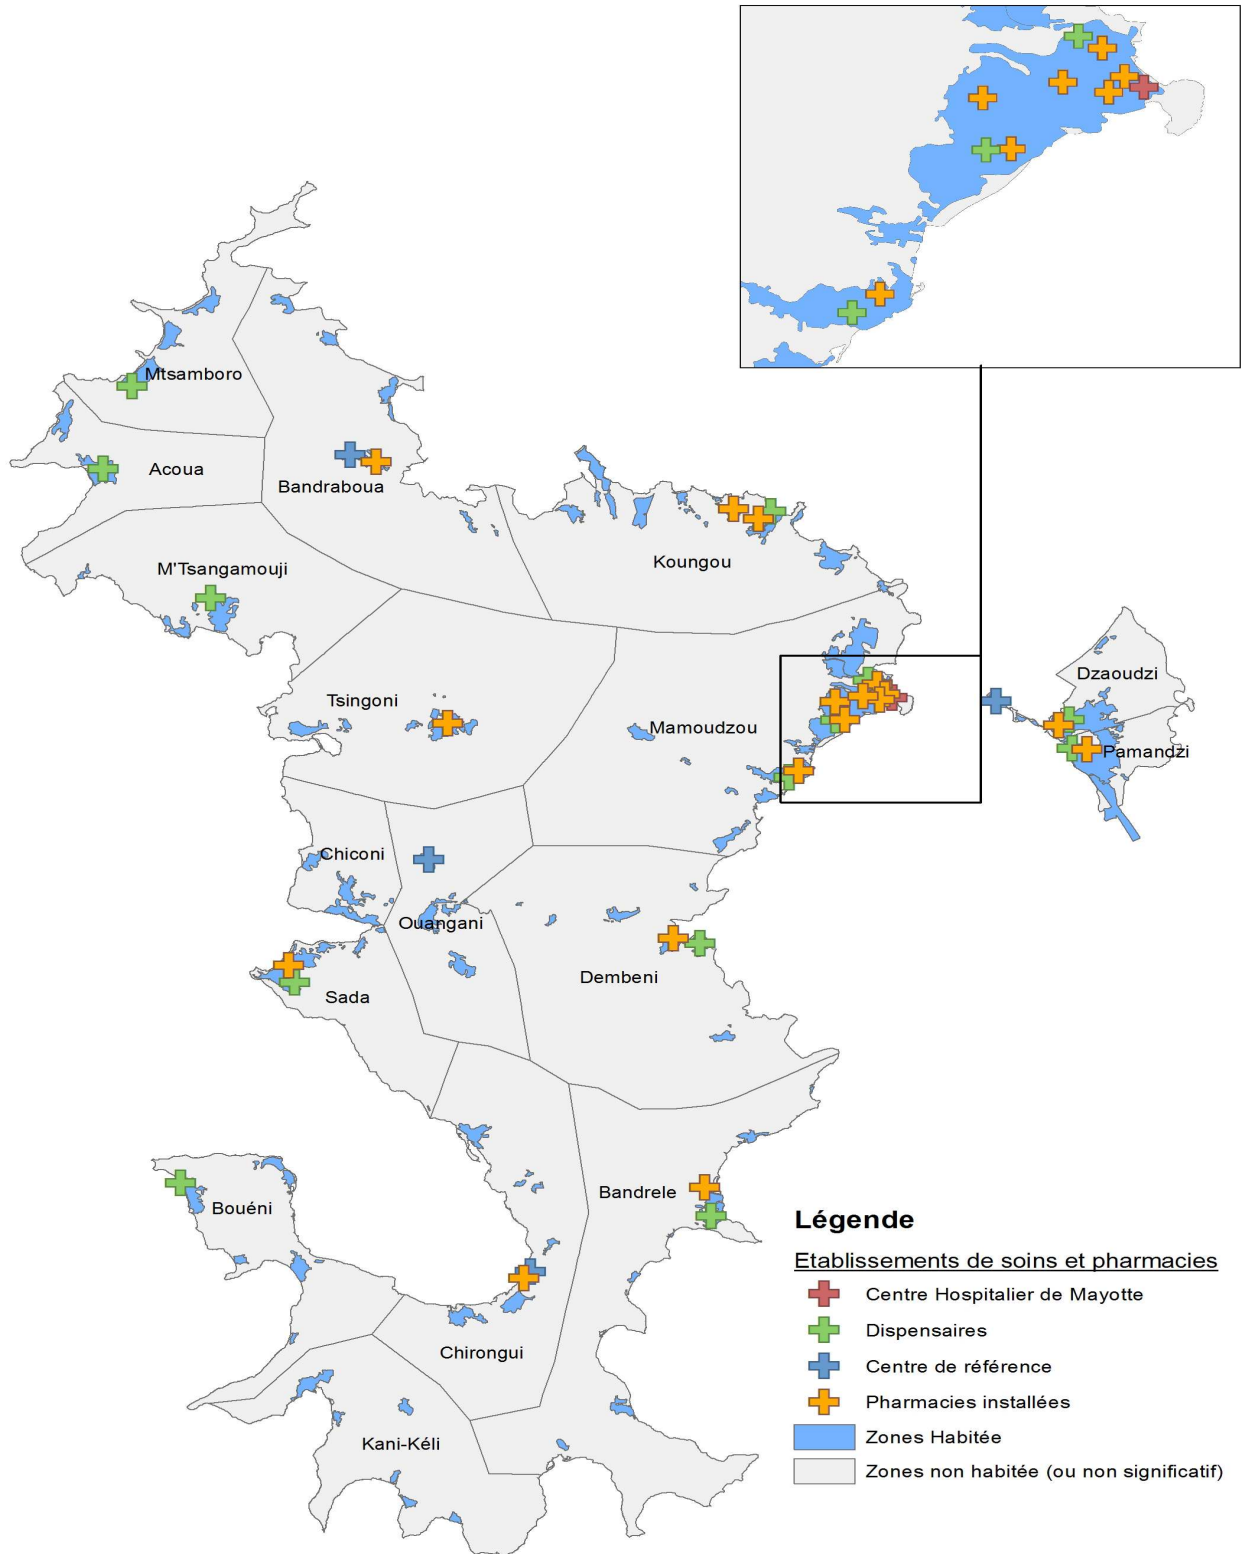 Mtsamboro
Acoua
Bandraboua
M'Tsangamouji
Koungou
Tsingoni
Mamoudzou
Dzaoudzi
Pamandzi
Chiconi
Ouangani
Dembeni
Sada
Bandrele
Bouéni
Chirongui
Kani-Kéli
Légende
Etablissements de soins et pharmacies
Centre Hospitalier de Mayotte
Dispensaires
Centre de référence
Pharmacies installées
Zones Habitée
Zones non habitée (ou non significatif)